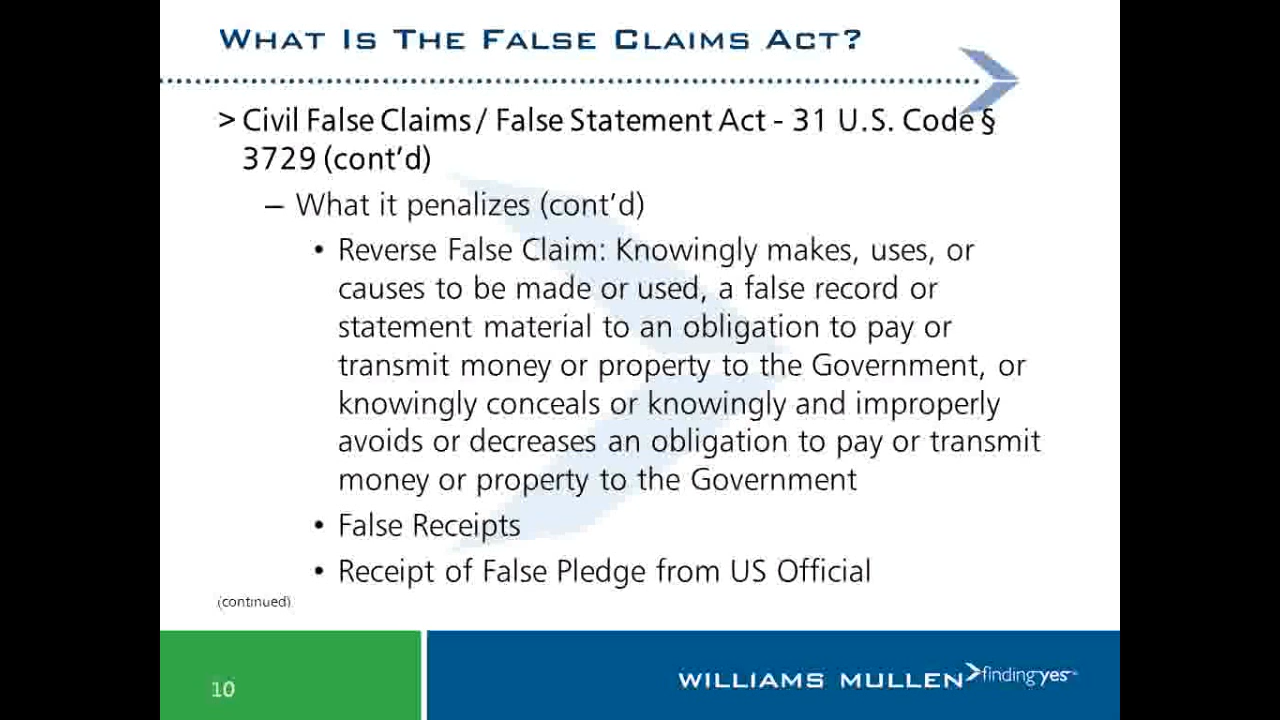 WHAT IS THE FALSE CLAIMS ACT?
> Civil False Claims / False Statement Act - 31 U.S. Code §
3729 (cont'd)
– What it penalizes (cont'd)
• Reverse False Claim: Knowingly makes, uses, or
causes to be made or used, a false record or
statement material to an obligation to pay or
transmit money or property to the Government, or
knowingly conceals or knowingly and improperly
avoids or decreases an obligation to pay or transmit
money or property to the Government
• False Receipts
• Receipt of False Pledge from US Official
(continued)
10
WILLIAMS MULLEN finding yes℠